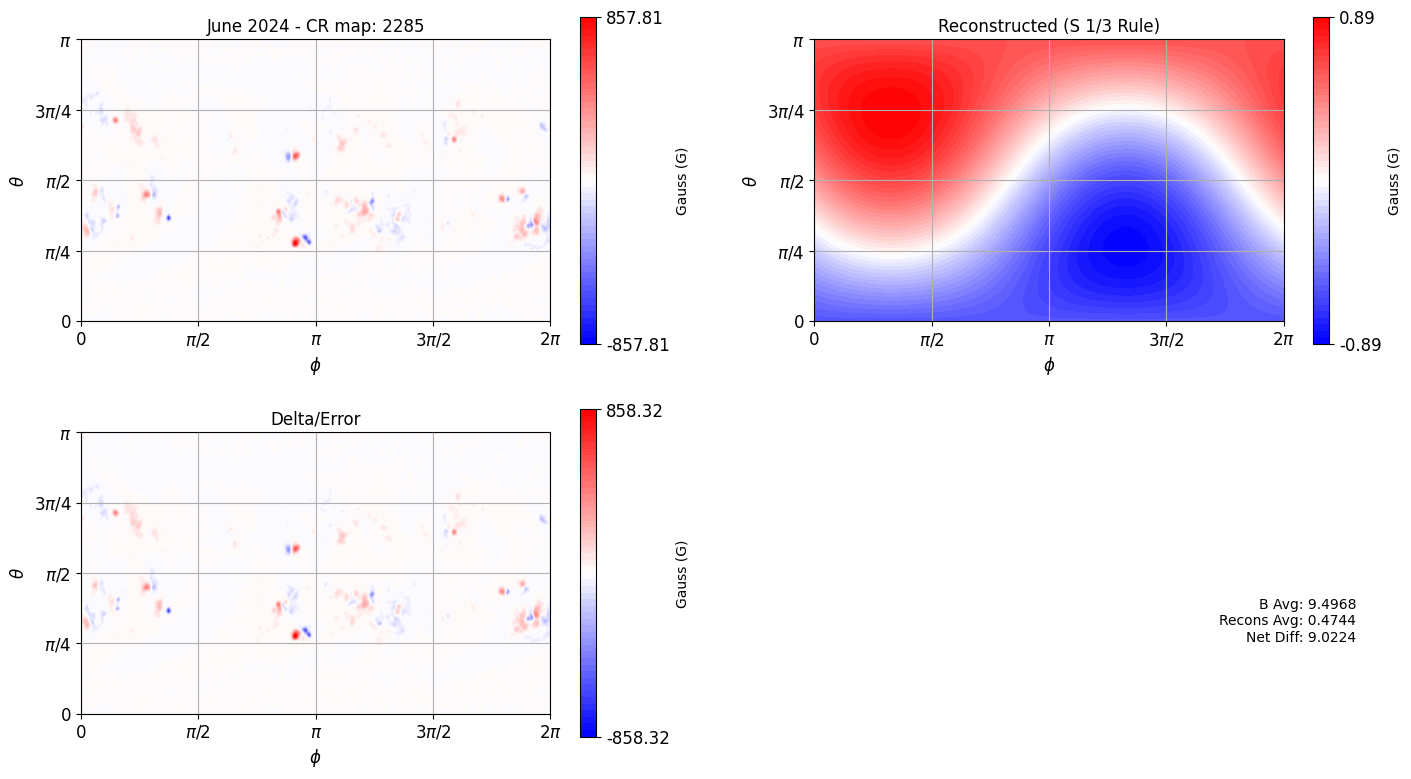 June 2024 - CR map: 2285
π
3π/4
π/2
π/4
0
θ
0
π/2
π
3π/2
2π
ϕ
857.81
-857.81
Gauss (G)
Reconstructed (S 1/3 Rule)
π
3π/4
π/2
π/4
0
θ
0
π/2
π
3π/2
2π
ϕ
0.89
-0.89
Gauss (G)
Delta/Error
π
3π/4
π/2
π/4
0
θ
0
π/2
π
3π/2
2π
ϕ
858.32
-858.32
Gauss (G)
B Avg: 9.4968
Recons Avg: 0.4744
Net Diff: 9.0224